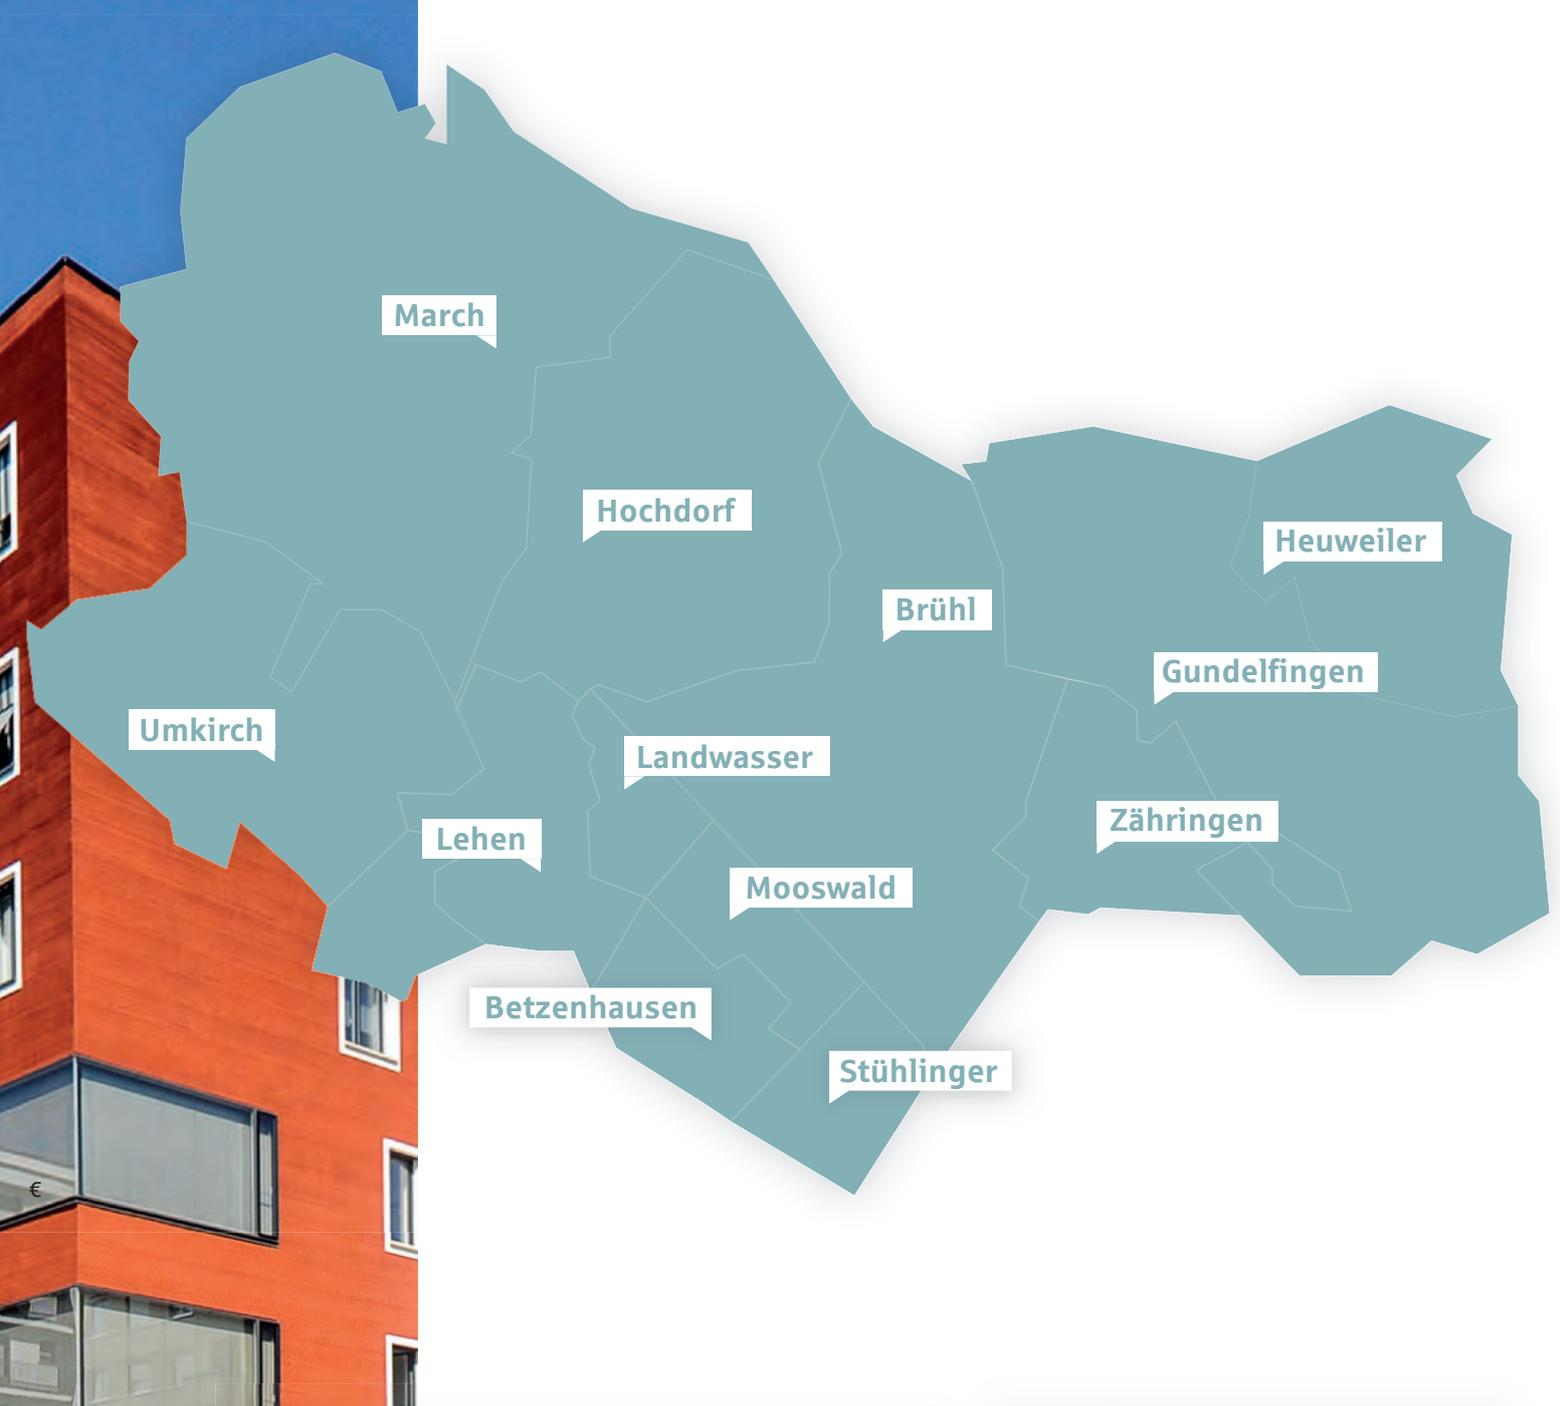 March
Hochdorf
Heuweiler
Brühl
Gundelfingen
Umkirch
Landwasser
Zähringen
Lehen
Mooswald
Betzenhausen
Stühlinger
€